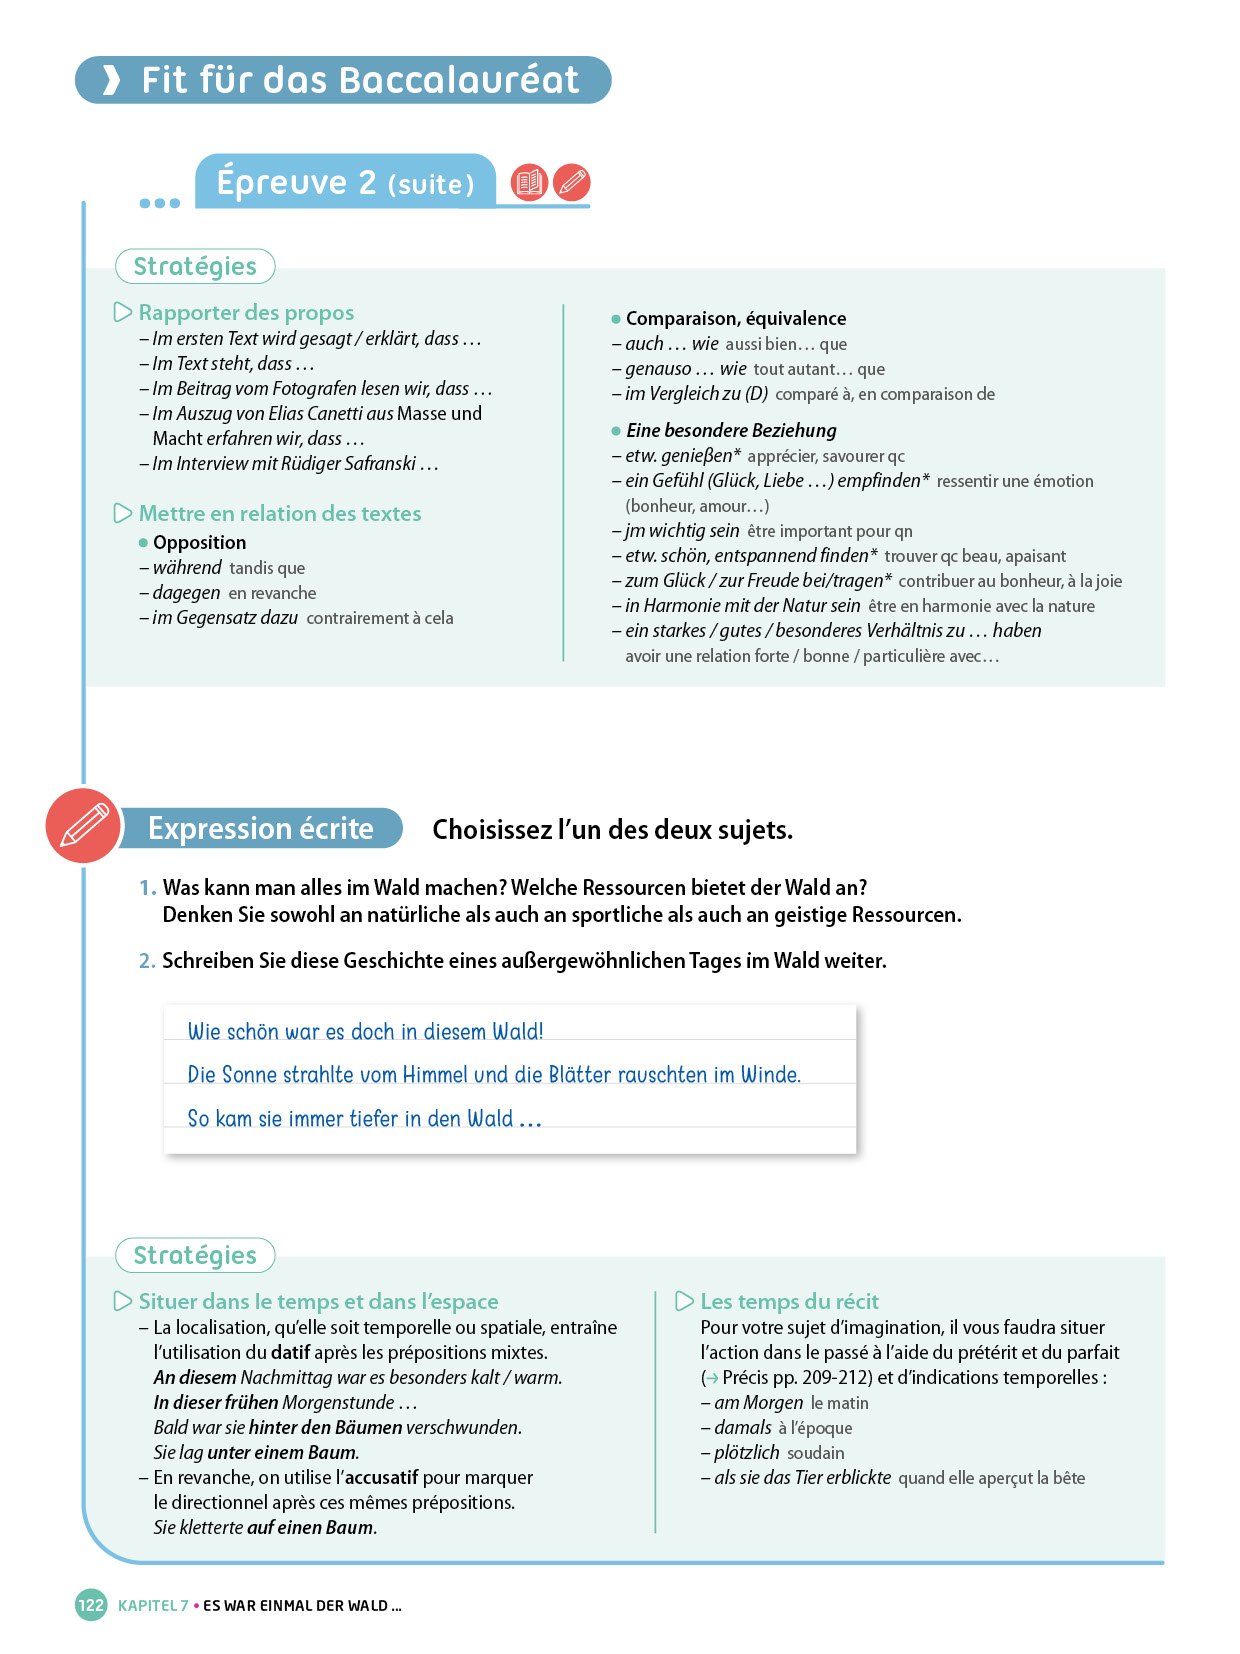 Fit für das Baccalauréat
... Épreuve 2 (suite)
Stratégies
Rapporter des propos
– Im ersten Text wird gesagt / erklärt, dass …
– Im Text steht, dass …
– Im Beitrag vom Fotografen lesen wir, dass …
– Im Auszug von Elias Canetti aus Masse und
Macht erfahren wir, dass …
– Im Interview mit Rüdiger Safranski …
Mettre en relation des textes
• Opposition
– während tandis que
– dagegen en revanche
– im Gegensatz dazu contrairement à cela
• Comparaison, équivalence
– auch … wie aussi bien… que
– genauso … wie tout autant… que
– im Vergleich zu (D) comparé à, en comparaison de
• Eine besondere Beziehung
– etw. genießen* apprécier, savourer qc
– ein Gefühl (Glück, Liebe …) empfinden* ressentir une émotion
(bonheur, amour…)
– jm wichtig sein être important pour qn
– etw. schön, entspannend finden* trouver qc beau, apaisant
– zum Glück / zur Freude bei/tragen* contribuer au bonheur, à la joie
– in Harmonie mit der Natur sein être en harmonie avec la nature
– ein starkes / gutes / besonderes Verhältnis zu … haben
avoir une relation forte / bonne / particulière avec…
Expression écrite Choisissez l’un des deux sujets.
1. Was kann man alles im Wald machen? Welche Ressourcen bietet der Wald an?
Denken Sie sowohl an natürliche als auch an sportliche als auch an geistige Ressourcen.
2. Schreiben Sie diese Geschichte eines außergewöhnlichen Tages im Wald weiter.
Wie schön war es doch in diesem Wald!
Die Sonne strahlte vom Himmel und die Blätter rauschten im Winde.
So kam sie immer tiefer in den Wald ...
Stratégies
Situer dans le temps et dans l’espace
– La localisation, qu’elle soit temporelle ou spatiale, entraîne
l’utilisation du datif après les prépositions mixtes.
An diesem Nachmittag war es besonders kalt / warm.
In dieser frühen Morgenstunde …
Bald war sie hinter den Bäumen verschwunden.
Sie lag unter einem Baum.
– En revanche, on utilise l’accusatif pour marquer
le directionnel après ces mêmes prépositions.
Sie kletterte auf einen Baum.
Les temps du récit
Pour votre sujet d’imagination, il vous faudra situer
l’action dans le passé à l’aide du prétérit et du parfait
(→ Précis pp. 209-212) et d’indications temporelles :
– am Morgen le matin
– damals à l’époque
– plötzlich soudain
– als sie das Tier erblickte quand elle aperçut la bête
122 KAPITEL 7 • ES WAR EINMAL DER WALD ...